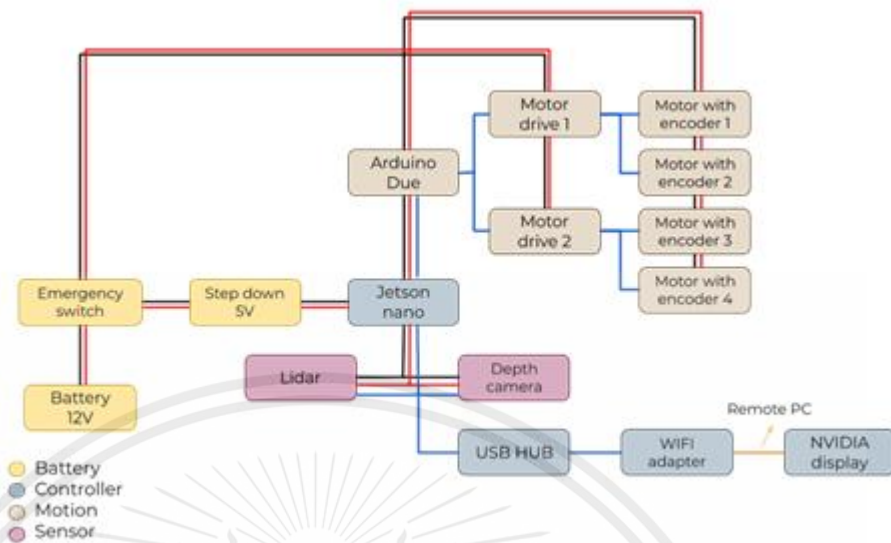 Motor
drive 1
Motor with
encoder 1
Arduino
Due
Motor with
encoder 2
Motor
drive 2
Motor with
encoder 3
Emergency
switch
Step down
5V
Jetson
nano
Motor with
encoder 4
Lidar
Depth
camera
Battery
12V
Remote PC
USB HUB
WIFI
adapter
NVIDIA
display
Battery
Controller
Motion
Sensor